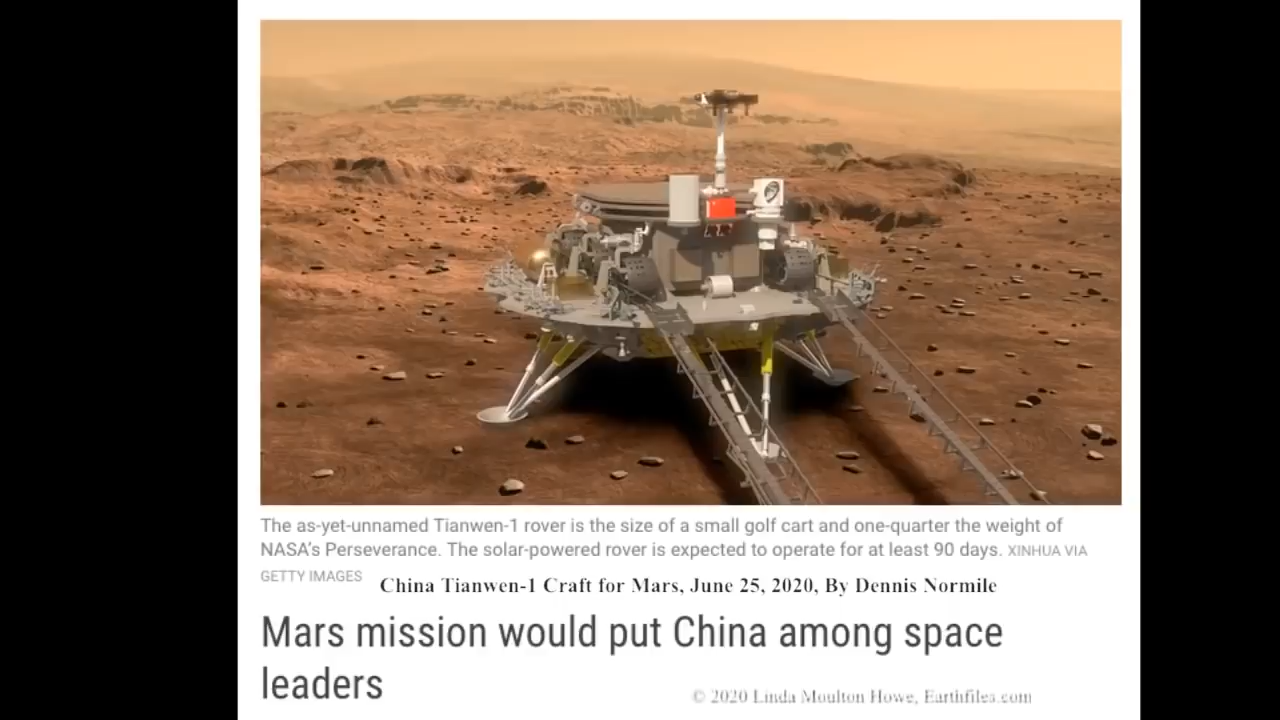 The as-yet-unnamed Tianwen-1 rover is the size of a small golf cart and one-quarter the weight of
NASA's Perseverance. The solar-powered rover is expected to operate for at least 90 days. XINHUA VIA
GETTY IMAGES
China Tianwen-1 Craft for Mars, June 25, 2020, By Dennis Normile
Mars mission would put China among space
leaders
© 2020 Linda Moulton Howe, Earthfiles.com